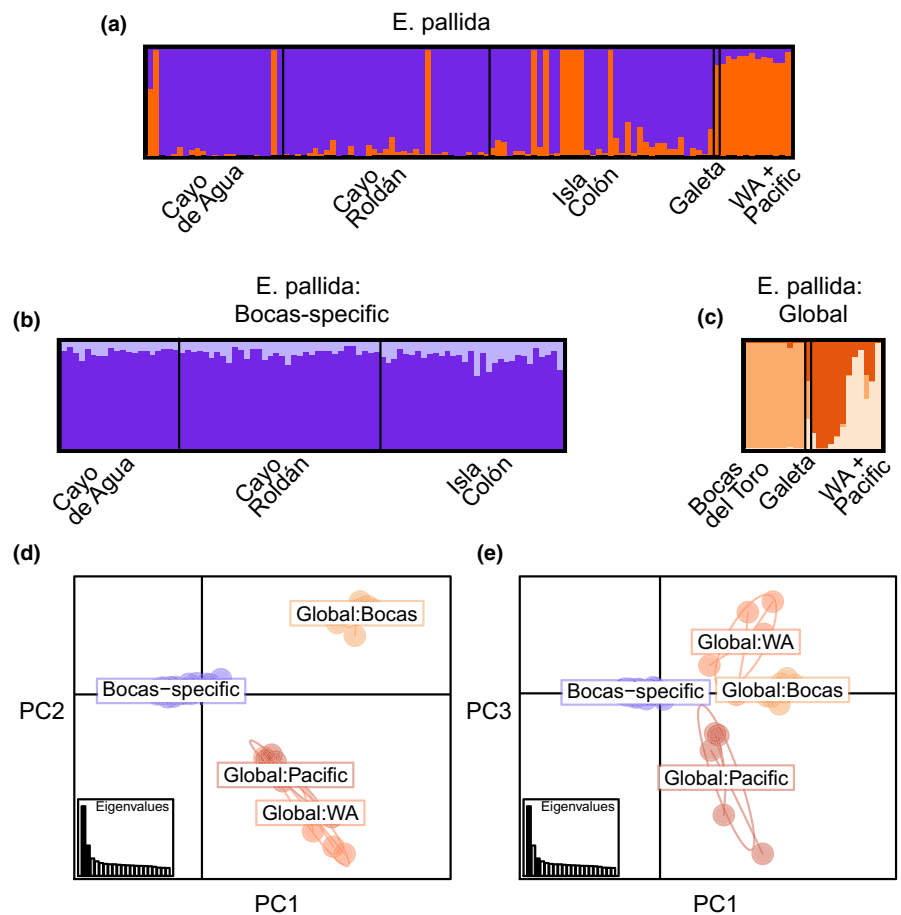 (a)
E. pallida
Cayo
de Agua
Cayo
Roldán
Isla
Colón
Galeta
WA +
Pacific
(b)
E. pallida:
Bocas-specific
Cayo
de Agua
Cayo
Roldán
Isla
Colón
(c)
E. pallida:
Global
Bocas
del Toro
Galeta
WA +
Pacific
(d)
PC2
Global:Bocas
Bocas−specific
Global:Pacific
Global:WA
Eigenvalues
PC1
(e)
PC3
Global:WA
Bocas−specific
Global:Bocas
Global:Pacific
Eigenvalues
PC1